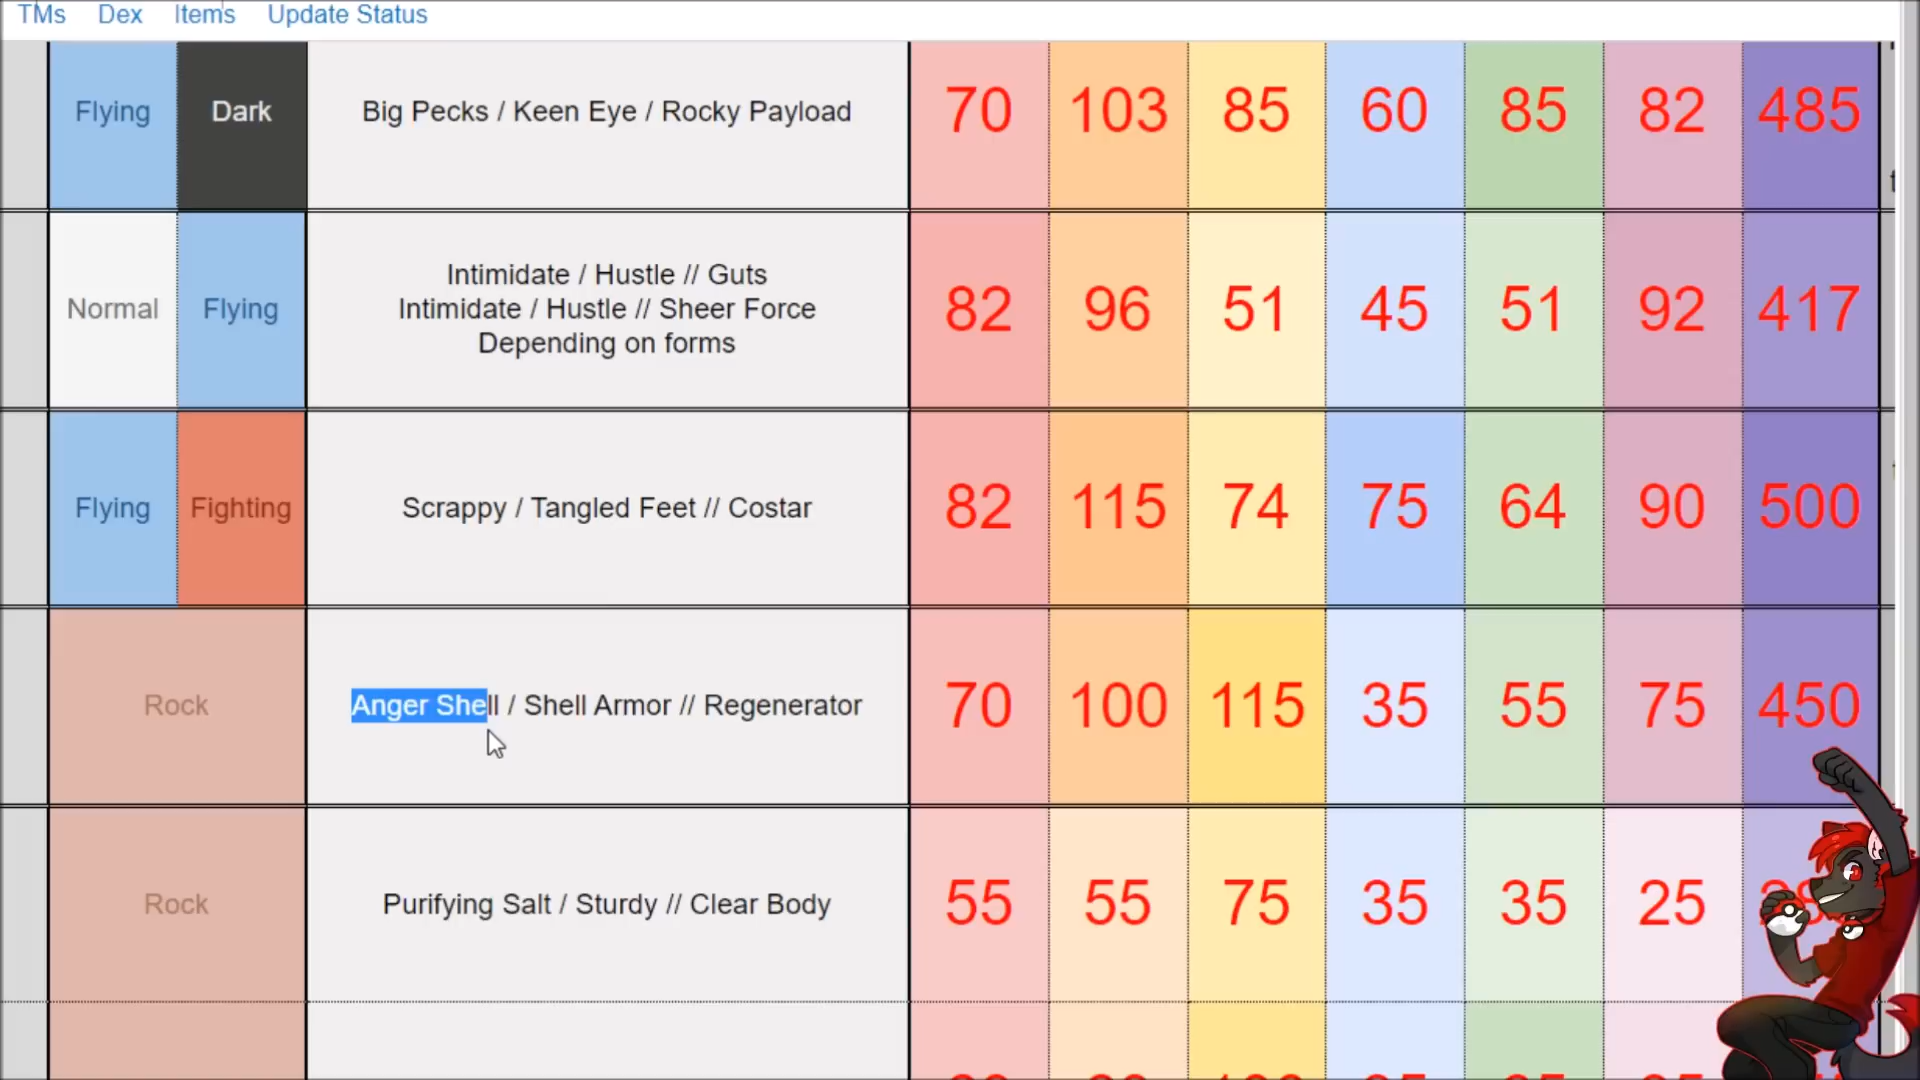 TMs Dex Items Update Status
Flying Dark Big Pecks / Keen Eye / Rocky Payload 70 103 85 60 85 82 485
Intimidate / Hustle // Guts
Normal Flying Intimidate / Hustle // Sheer Force 82 96 51 45 51 92 417
Depending on forms
Flying Fighting Scrappy / Tangled Feet // Costar 82 115 74 75 64 90 500
Rock Anger Shell / Shell Armor // Regenerator 70 100 115 35 55 75 450
Rock Purifying Salt / Sturdy // Clear Body 55 55 75 35 35 25